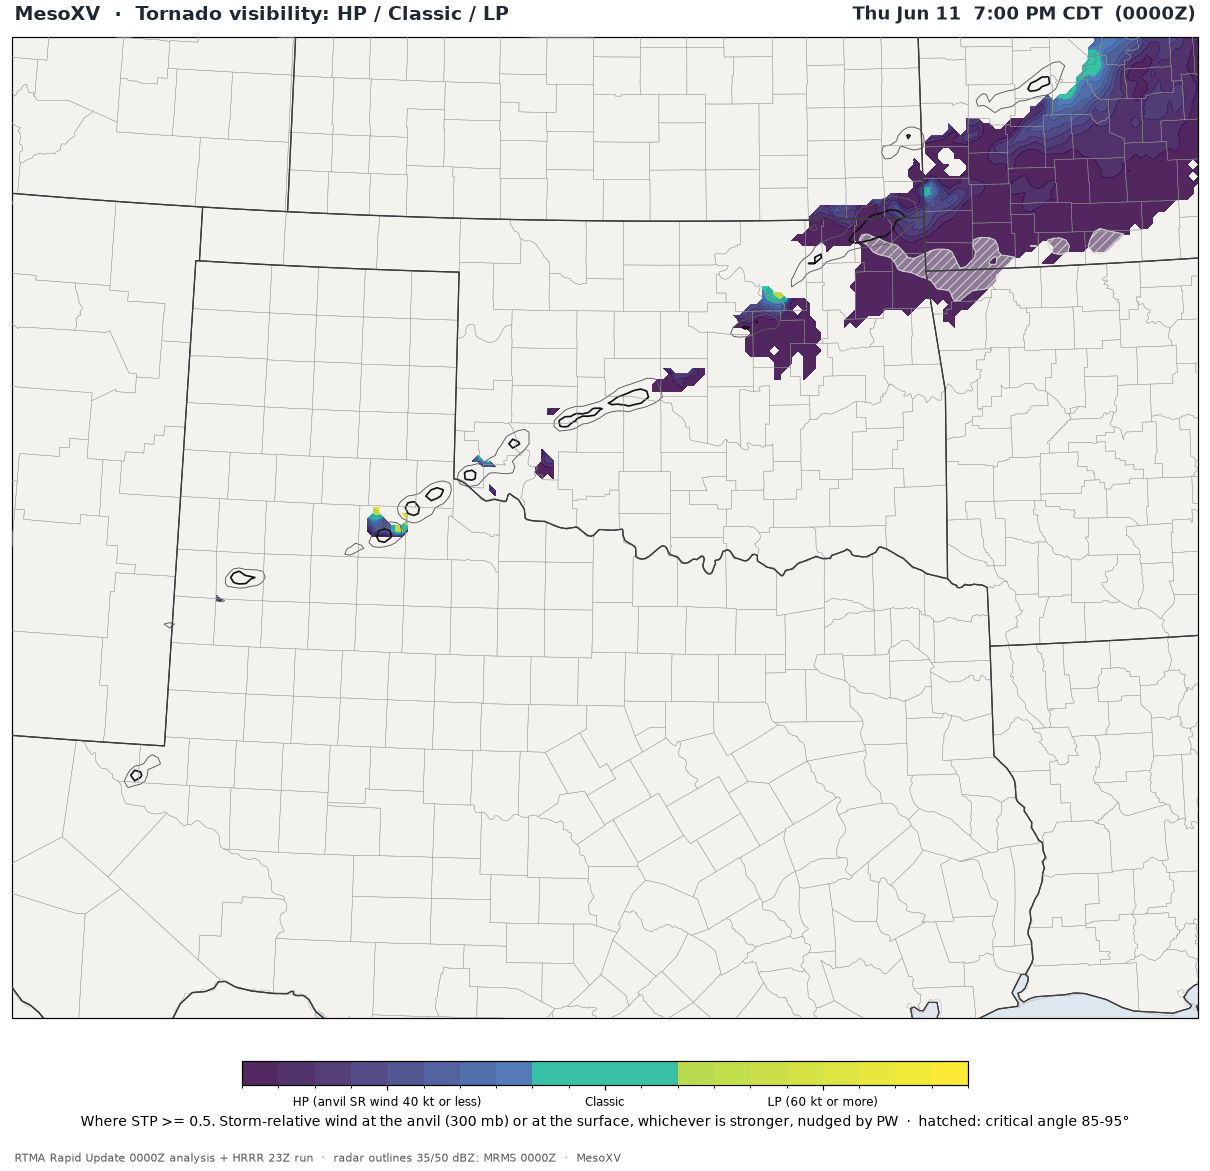 MesoXV · Tornado visibility: HP / Classic / LP
Thu Jun 11 7:00 PM CDT (0000Z)
HP (anvil SR wind 40 kt or less)
Classic
LP (60 kt or more)
Where STP >= 0.5. Storm-relative wind at the anvil (300 mb) or at the surface, whichever is stronger, nudged by PW · hatched: critical angle 85-95°
RTMA Rapid Update 0000Z analysis + HRRR 23Z run · radar outlines 35/50 dBZ: MRMS 0000Z · MesoXV